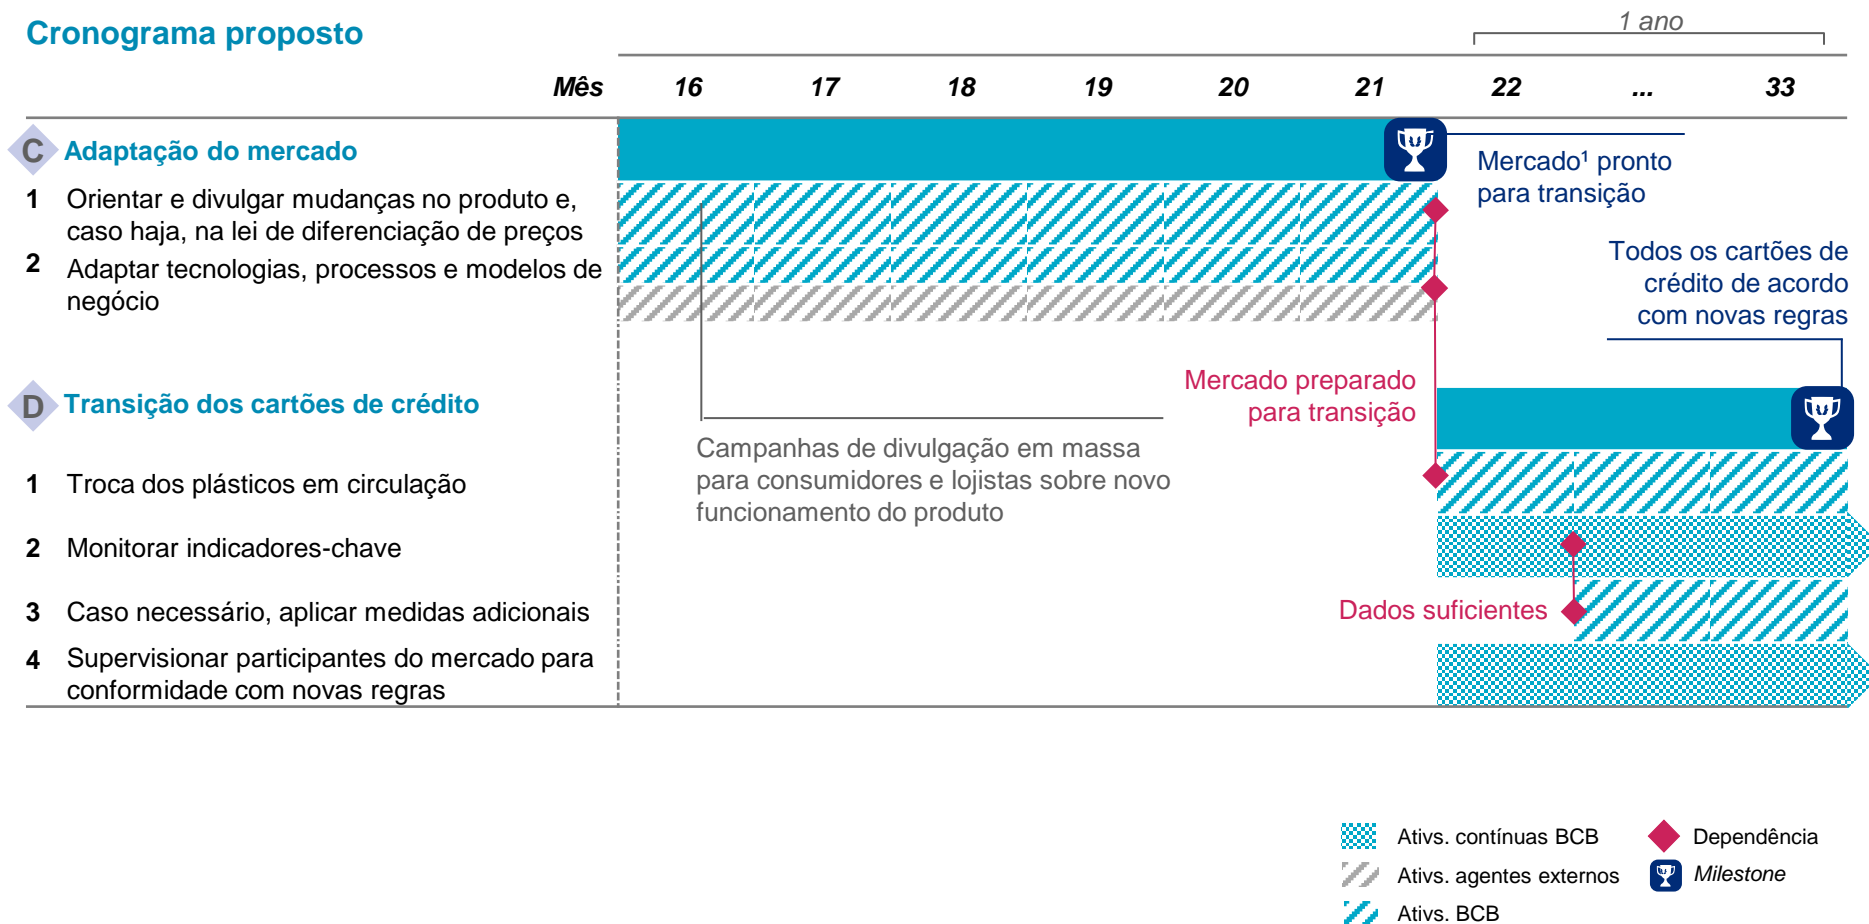 Cronograma proposto
1 ano
Mês 16 17 18 19 20 21 22 ... 33
C Adaptação do mercado
Mercado¹ pronto
para transição
1 Orientar e divulgar mudanças no produto e,
caso haja, na lei de diferenciação de preços
2 Adaptar tecnologias, processos e modelos de
negócio
Todos os cartões de
crédito de acordo
com novas regras
Mercado preparado
para transição
D Transição dos cartões de crédito
Campanhas de divulgação em massa
para consumidores e lojistas sobre novo
funcionamento do produto
1 Troca dos plásticos em circulação
2 Monitorar indicadores-chave
3 Caso necessário, aplicar medidas adicionais
Dados suficientes
4 Supervisionar participantes do mercado para
conformidade com novas regras
Ativs. contínuas BCB
Dependência
Ativs. agentes externos
Milestone
Ativs. BCB